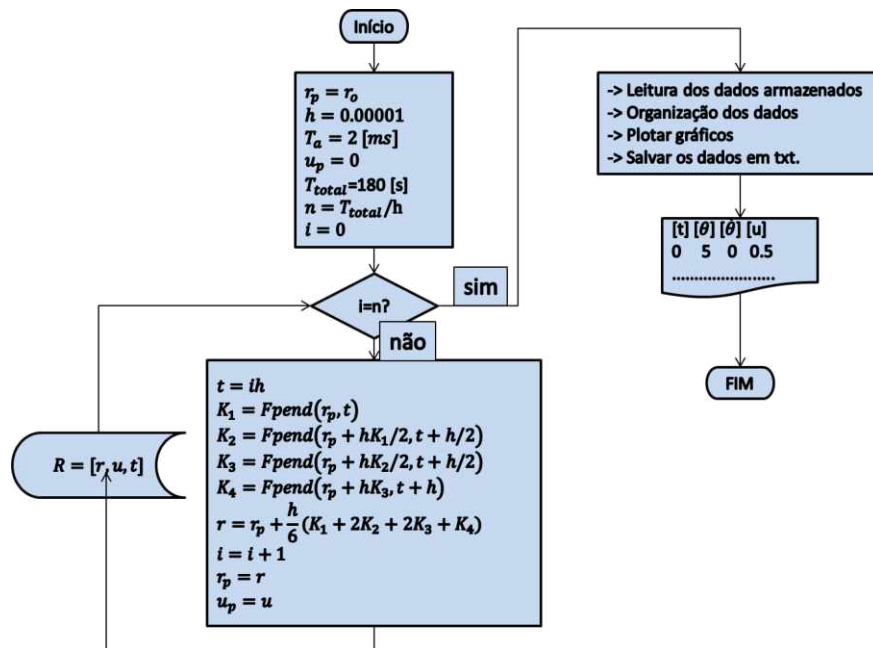 Início
r_p = r_o
h = 0.00001
T_a = 2 [ms]
u_p = 0
T_total=180 [s]
n = T_total/h
i = 0
i=n?
sim
não
t = ih
K_1 = Fpend(r_p, t)
K_2 = Fpend(r_p + hK_1/2, t + h/2)
K_3 = Fpend(r_p + hK_2/2, t + h/2)
K_4 = Fpend(r_p + hK_3, t + h)
r = r_p + h/6 (K_1 + 2K_2 + 2K_3 + K_4)
i = i + 1
r_p = r
u_p = u
R = [r, u, t]
-> Leitura dos dados armazenados
-> Organização dos dados
-> Plotar gráficos
-> Salvar os dados em txt.
[t] [θ] [θ̇] [u]
0 5 0 0.5
........................
FIM